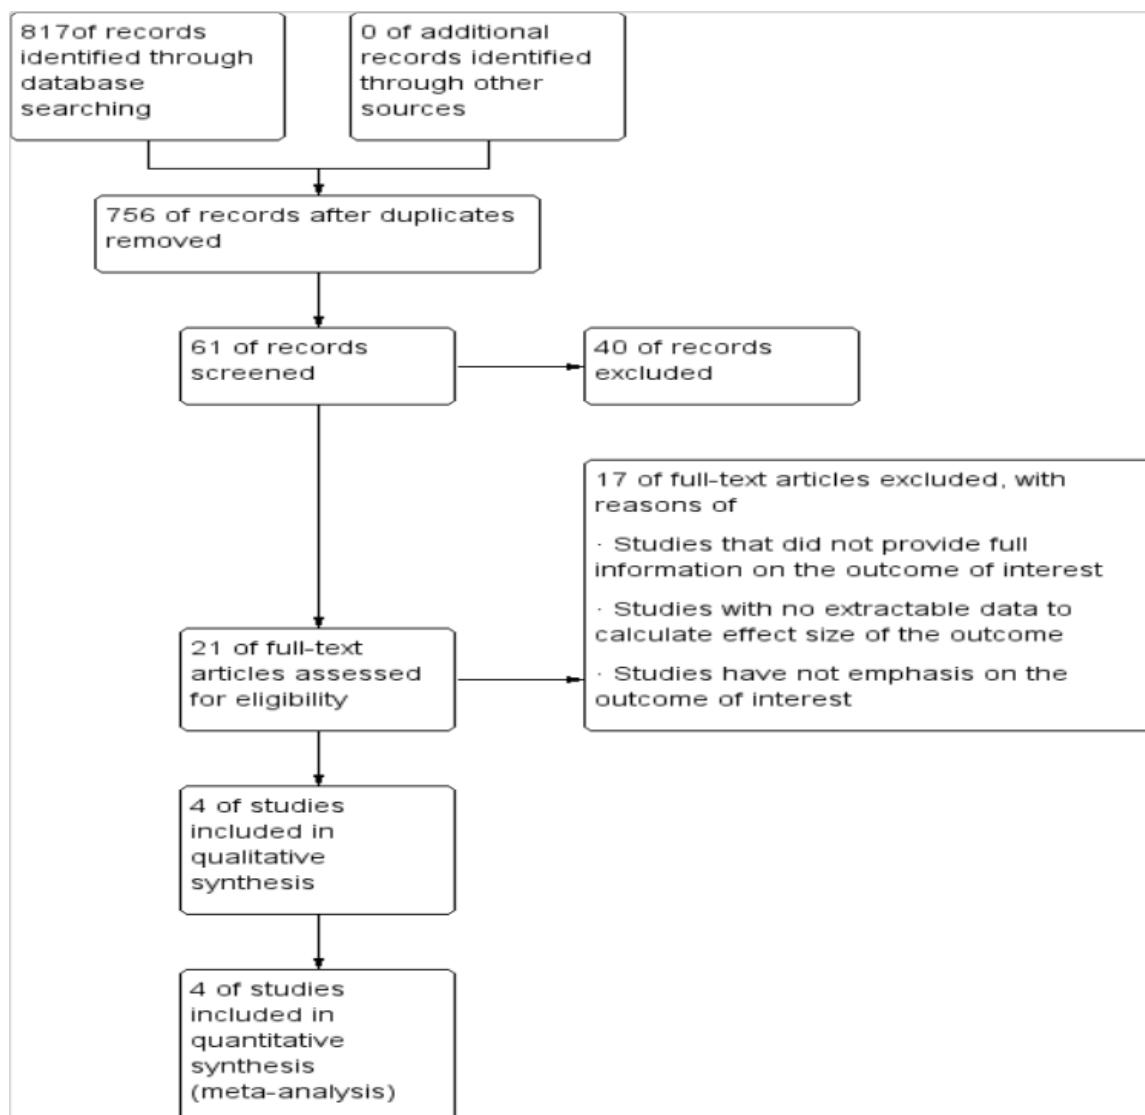 817of records
identified through
database
searching
0 of additional
records identified
through other
sources
756 of records after duplicates
removed
61 of records
screened
40 of records
excluded
17 of full-text articles excluded, with
reasons of
· Studies that did not provide full
information on the outcome of interest
· Studies with no extractable data to
calculate effect size of the outcome
· Studies have not emphasis on the
outcome of interest
21 of full-text
articles assessed
for eligibility
4 of studies
included in
qualitative
synthesis
4 of studies
included in
quantitative
synthesis
(meta-analysis)